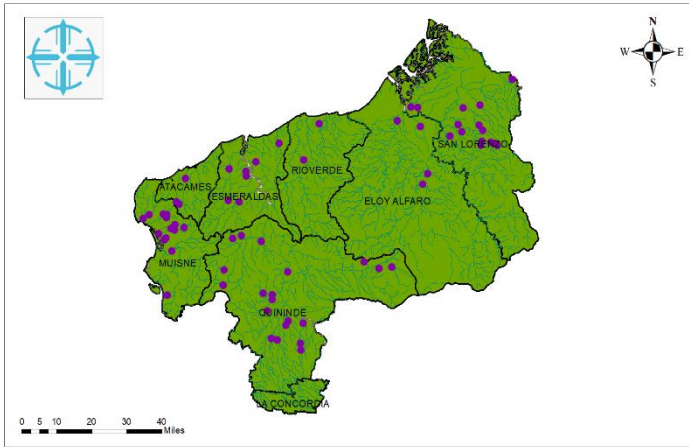 N
W E
S
SAN LORENZO
RIOVERDE
ATACAMES
ESMERALDAS
ELOY ALFARO
MUISNE
QUININDE
LA CONCORDIA
0 5 10 20 30 40
Miles